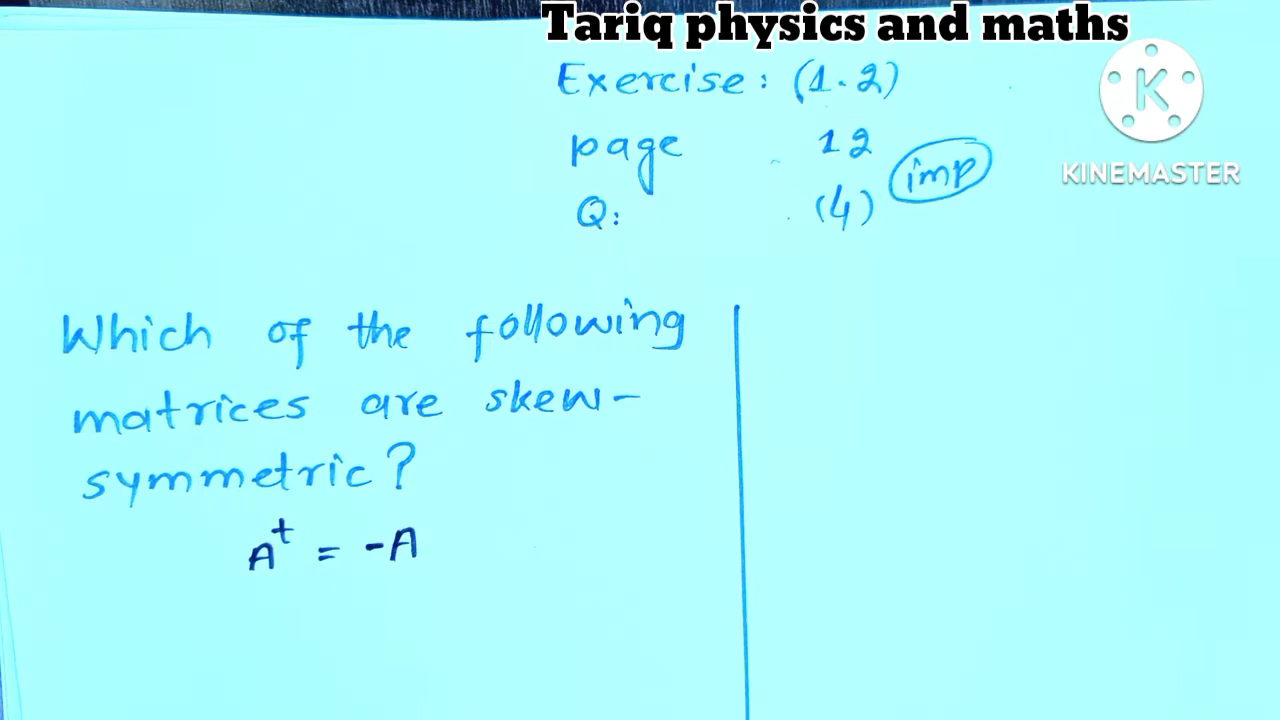 Tariq physics and maths
Exercise: (1.2)
page 12
imp
Q: (4)
K
KINEMASTER
Which of the following
matrices are skew-
symmetric?
A^t = -A